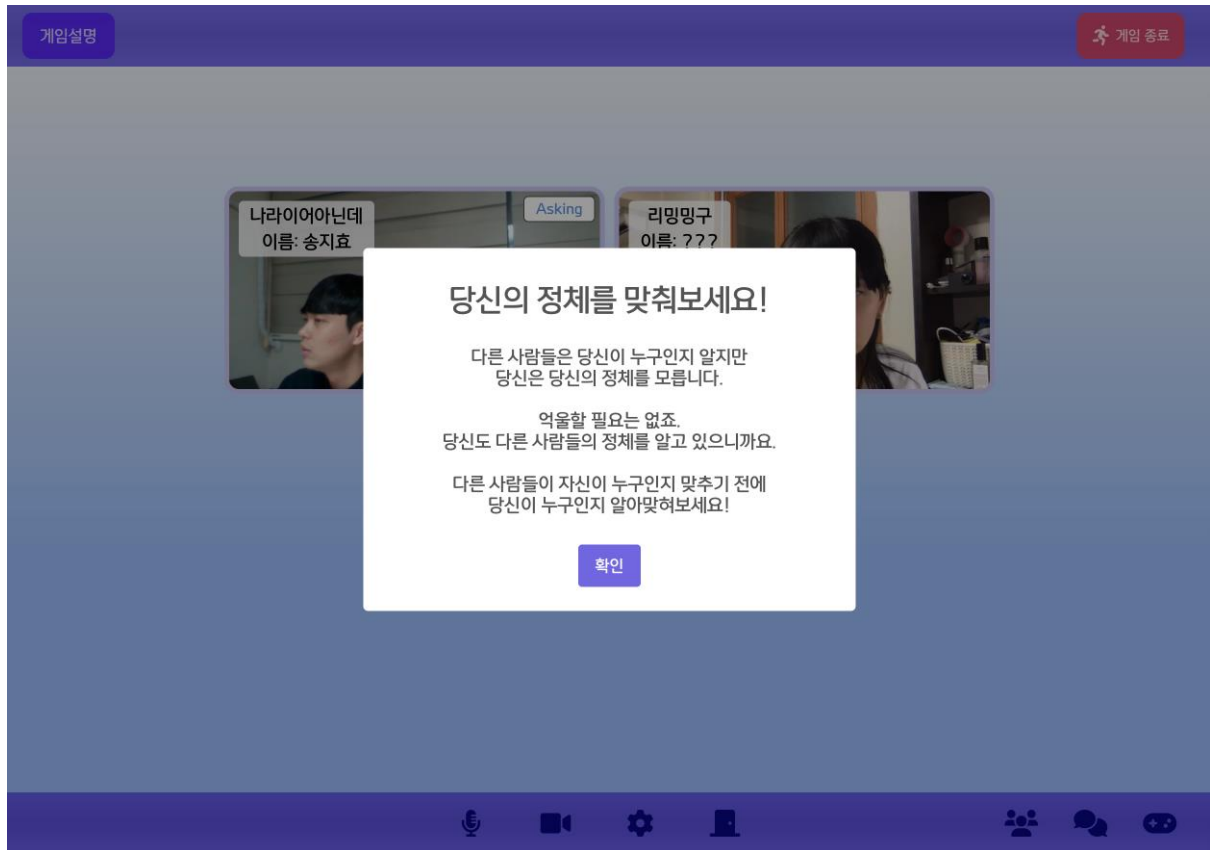 게임설명
게임 종료
나라이어아닌데
이름: 송지효
Asking
리밍밍구
이름: ???
당신의 정체를 맞춰보세요!
다른 사람들은 당신이 누구인지 알지만
당신은 당신의 정체를 모릅니다.
억울할 필요는 없죠.
당신도 다른 사람들의 정체를 알고 있으니까요.
다른 사람들이 자신이 누구인지 맞추기 전에
당신이 누구인지 알아맞혀보세요!
확인